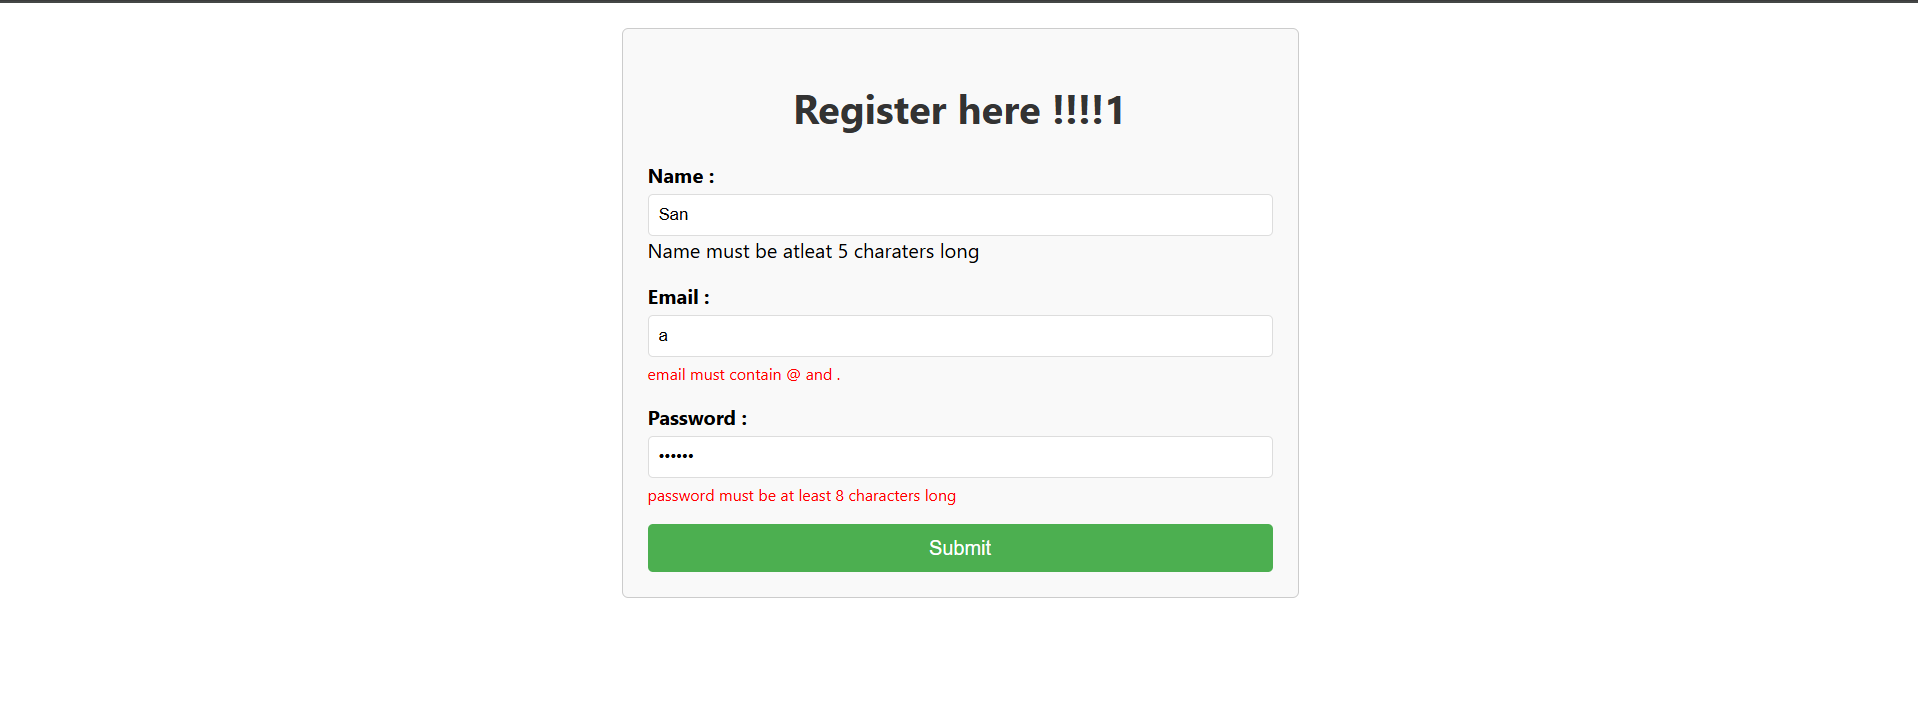 Register here !!!!1
Name :
San
Name must be atleat 5 charaters long
Email :
a
email must contain @ and .
Password :
••••••
password must be at least 8 characters long
Submit